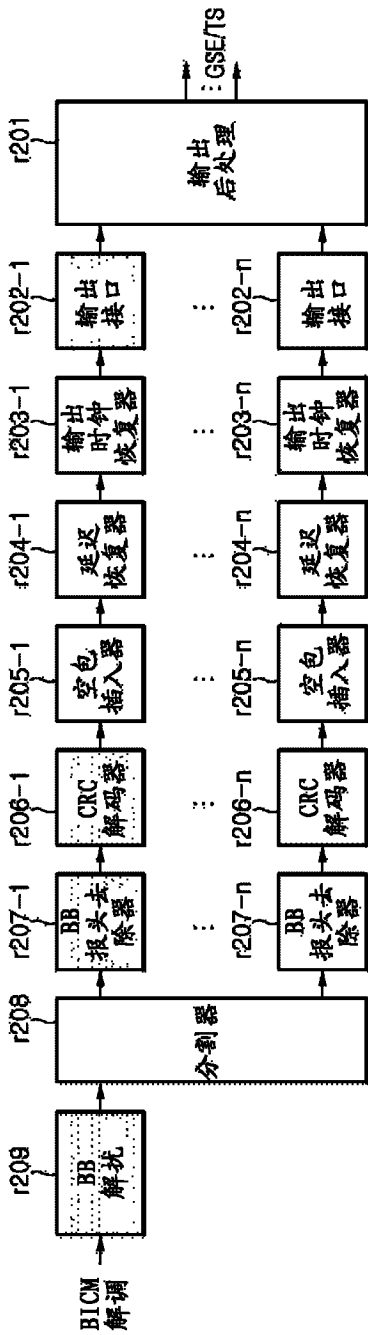 BICM
解调
r209
BB
解扰
r208
分割器
r207-1
BB
报头去
除器
r206-1
CRC
解码器
r205-1
空包
插入器
r204-1
延迟
恢复器
r203-1
输出
时钟
恢复器
r202-1
输出
接口
r201
输出
后处理
⋮GSE/TS
r207-n
BB
报头去
除器
r206-n
CRC
解码器
r205-n
空包
插入器
r204-n
延迟
恢复器
r203-n
输出
时钟
恢复器
r202-n
输出
接口